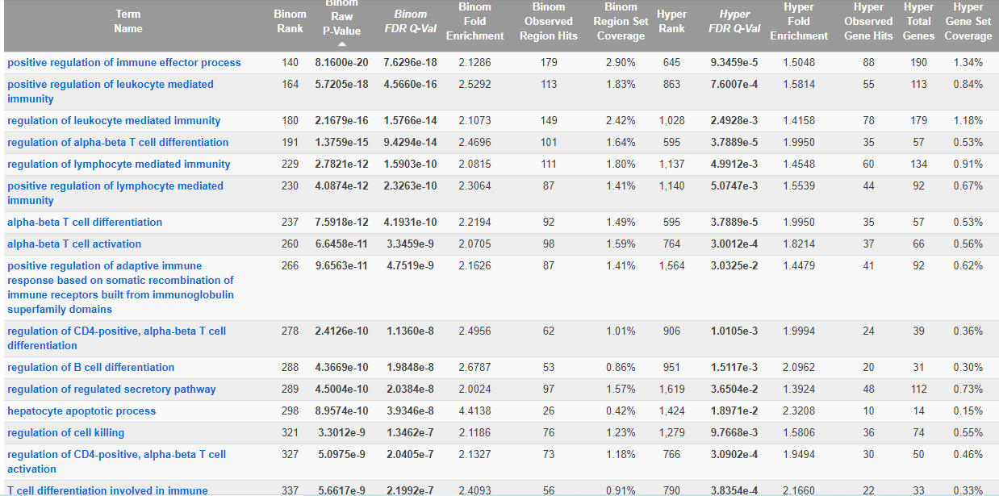 Term Name Binom Rank Binom Raw P-Value Binom FDR Q-Val Binom Fold Enrichment Binom Observed Region Hits Binom Region Set Coverage Hyper Rank Hyper FDR Q-Val Hyper Fold Enrichment Hyper Observed Gene Hits Hyper Total Genes Hyper Gene Set Coverage
positive regulation of immune effector process 140 8.1600e-20 7.6296e-18 2.1286 179 2.90% 645 9.3459e-5 1.5048 88 190 1.34%
positive regulation of leukocyte mediated 164 5.7205e-18 4.5660e-16 2.5292 113 1.83% 863 7.6007e-4 1.5814 55 113 0.84%
immunity
regulation of leukocyte mediated immunity 180 2.1679e-16 1.5766e-14 2.1073 149 2.42% 1,028 2.4928e-3 1.4158 78 179 1.18%
regulation of alpha-beta T cell differentiation 191 1.3759e-15 9.4294e-14 2.4696 101 1.64% 595 3.7889e-5 1.9950 35 57 0.53%
regulation of lymphocyte mediated immunity 229 2.7821e-12 1.5903e-10 2.0815 111 1.80% 1,137 4.9912e-3 1.4548 60 134 0.91%
positive regulation of lymphocyte mediated 230 4.0874e-12 2.3263e-10 2.3064 87 1.41% 1,140 5.0747e-3 1.5539 44 92 0.67%
immunity
alpha-beta T cell differentiation 237 7.5918e-12 4.1931e-10 2.2194 92 1.49% 595 3.7889e-5 1.9950 35 57 0.53%
alpha-beta T cell activation 260 6.6458e-11 3.3459e-9 2.0705 98 1.59% 764 3.0012e-4 1.8214 37 66 0.56%
positive regulation of adaptive immune 266 9.6563e-11 4.7519e-9 2.1626 87 1.41% 1,564 3.0325e-2 1.4479 41 92 0.62%
response based on somatic recombination of
immune receptors built from immunoglobulin
superfamily domains
regulation of CD4-positive, alpha-beta T cell 278 2.4126e-10 1.1360e-8 2.4956 62 1.01% 906 1.0105e-3 1.9994 24 39 0.36%
differentiation
regulation of B cell differentiation 288 4.3669e-10 1.9848e-8 2.6787 53 0.86% 951 1.5117e-3 2.0962 20 31 0.30%
regulation of regulated secretory pathway 289 4.5004e-10 2.0384e-8 2.0024 97 1.57% 1,619 3.6504e-2 1.3924 48 112 0.73%
hepatocyte apoptotic process 298 8.9574e-10 3.9346e-8 4.4138 26 0.42% 1,424 1.8971e-2 2.3208 10 14 0.15%
regulation of cell killing 321 3.3012e-9 1.3462e-7 2.1186 76 1.23% 1,279 9.7668e-3 1.5806 36 74 0.55%
regulation of CD4-positive, alpha-beta T cell 327 5.0975e-9 2.0405e-7 2.1327 73 1.18% 766 3.0902e-4 1.9494 30 50 0.46%
activation
T cell differentiation involved in immune 337 5.6617e-9 2.1992e-7 2.4093 56 0.91% 790 3.8354e-4 2.1660 22 33 0.33%